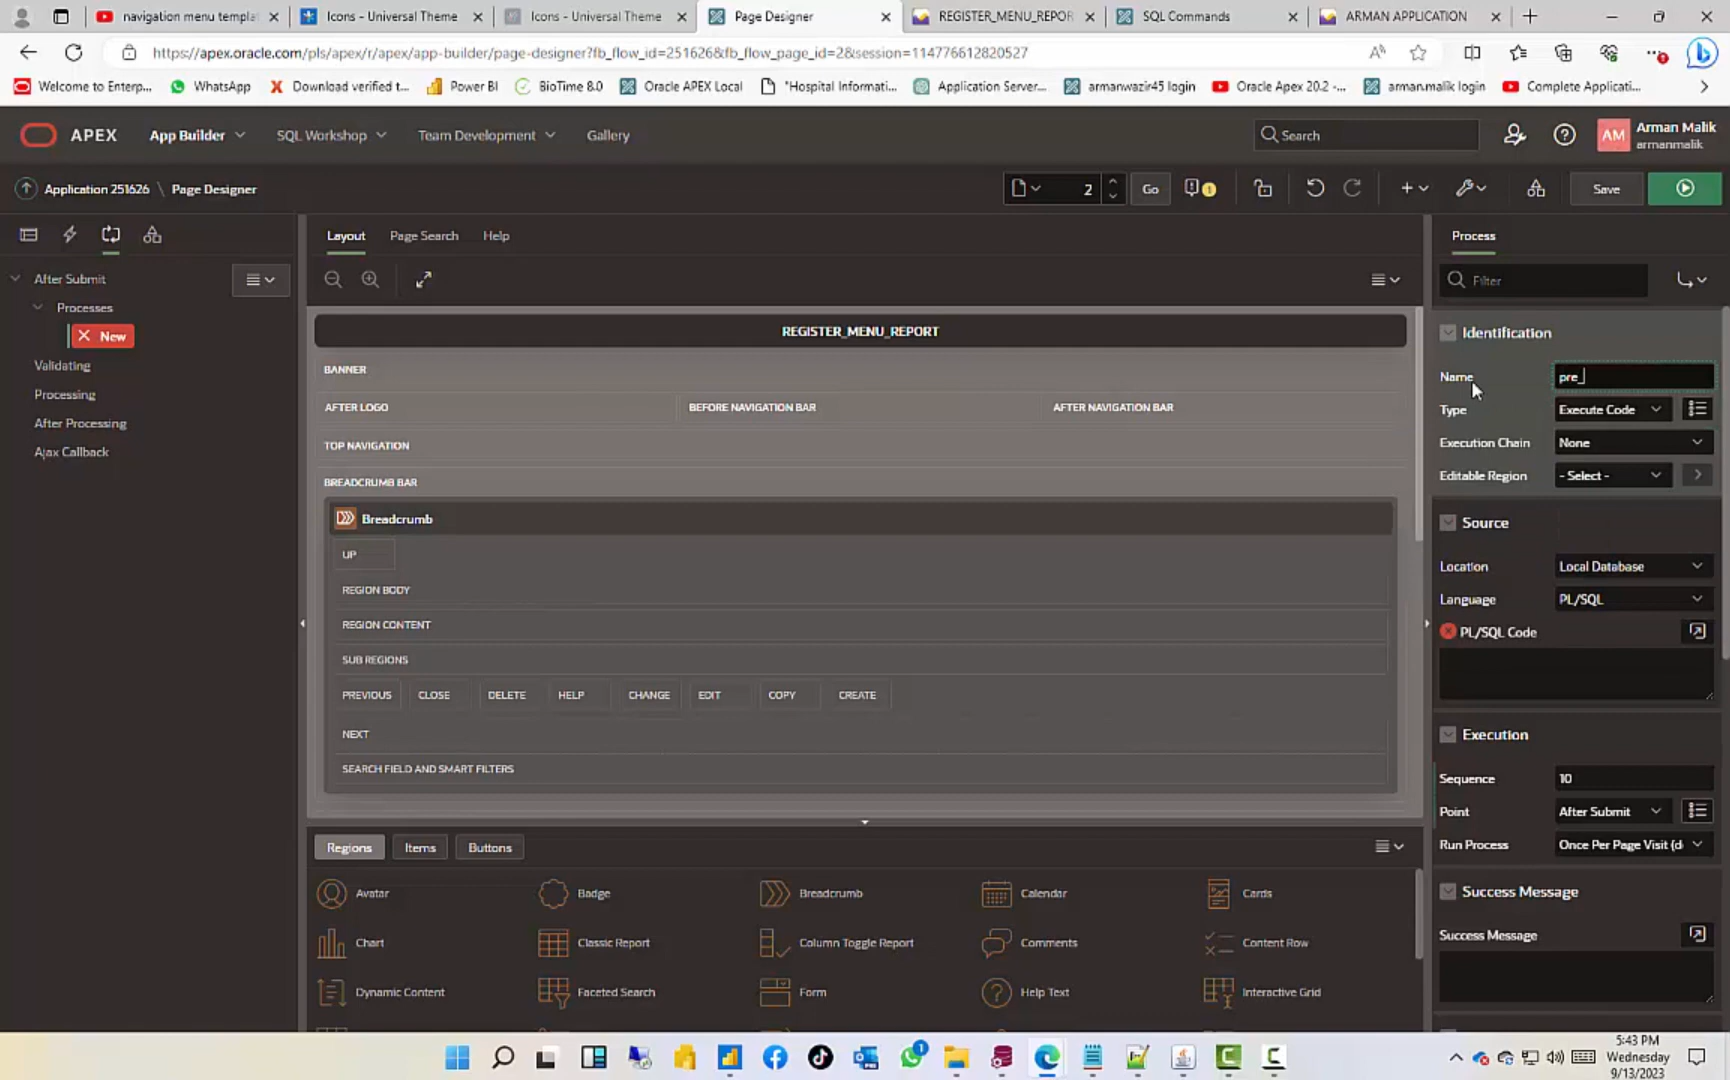 navigation menu templa
Icons - Universal Theme
Icons - Universal Theme
Page Designer
REGISTER_MENU_REPOR
SQL Commands
ARMAN APPLICATION
https://apex.oracle.com/pls/apex/r/apex/app-builder/page-designer?fb_flow_id=251626&fb_flow_page_id=2&session=114776612820527
Welcome to Enterp...
WhatsApp
Download verified t...
Power BI
BioTime 8.0
Oracle APEX Local
"Hospital Informati...
Application Server...
armanwazir45 login
Oracle Apex 20.2 -...
arman.malik login
Complete Applicati...
APEX
App Builder
SQL Workshop
Team Development
Gallery
Search
AM
Arman Malik
armanmalik
Application 251626 \ Page Designer
2
Go
1
Save
Layout
Page Search
Help
Process
After Submit
Filter
Processes
New
REGISTER_MENU_REPORT
Identification
Validating
BANNER
Name
pre_
Processing
AFTER LOGO
BEFORE NAVIGATION BAR
AFTER NAVIGATION BAR
Type
Execute Code
After Processing
TOP NAVIGATION
Execution Chain
None
Ajax Callback
BREADCRUMB BAR
Editable Region
- Select -
Breadcrumb
Source
UP
Location
Local Database
REGION BODY
Language
PL/SQL
REGION CONTENT
PL/SQL Code
SUB REGIONS
PREVIOUS
CLOSE
DELETE
HELP
CHANGE
EDIT
COPY
CREATE
NEXT
Execution
SEARCH FIELD AND SMART FILTERS
Sequence
10
Point
After Submit
Regions
Items
Buttons
Run Process
Once Per Page Visit (d
Avatar
Badge
Breadcrumb
Calendar
Cards
Success Message
Chart
Classic Report
Column Toggle Report
Comments
Content Row
Success Message
Dynamic Content
Faceted Search
Form
Help Text
Interactive Grid
1
5:43 PM
Wednesday
9/13/2023